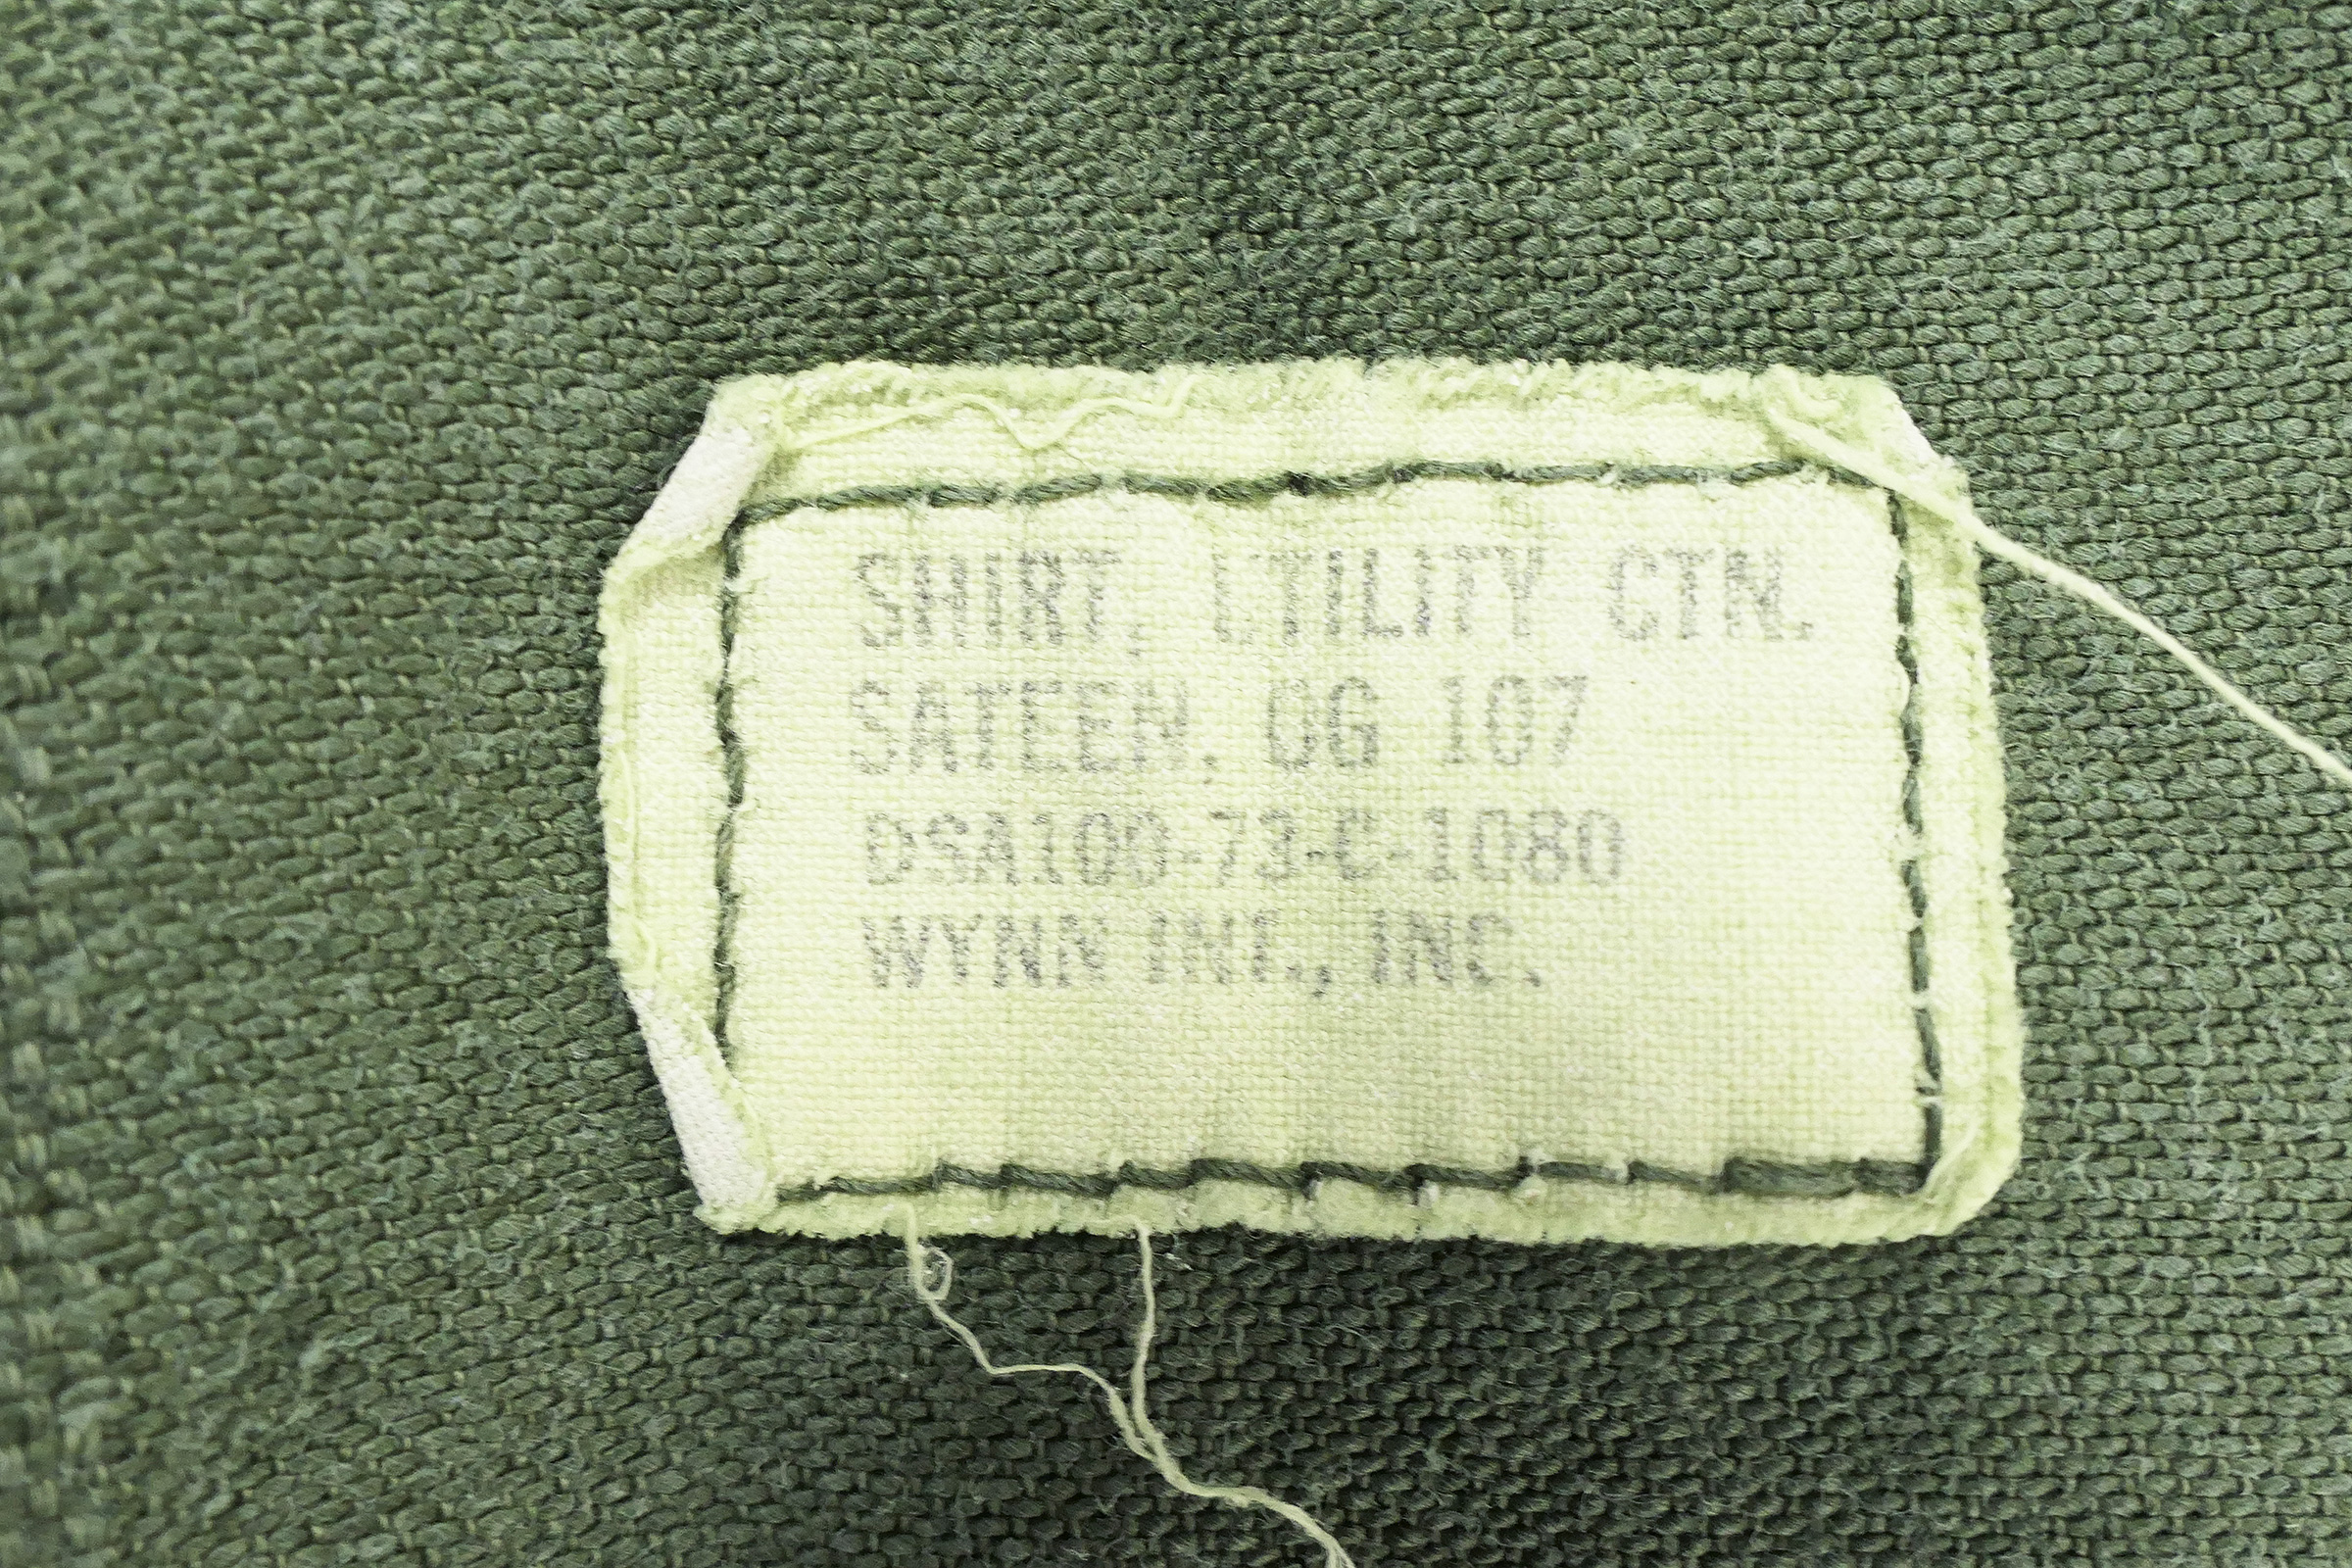 SHIRT, UTILITY CTN.
SATEEN, OG 107
DSA100-73-C-1080
WYNN INT., INC.